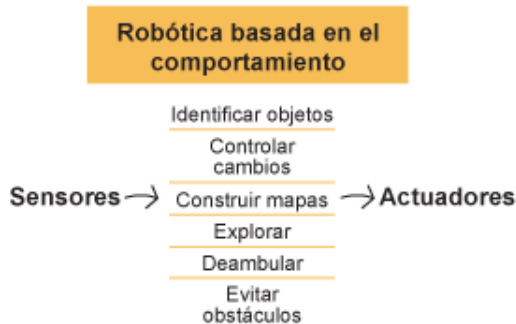 Robótica basada en el
comportamiento
Identificar objetos
Controlar
cambios
Sensores
Construir mapas
Actuadores
Explorar
Deambular
Evitar
obstáculos